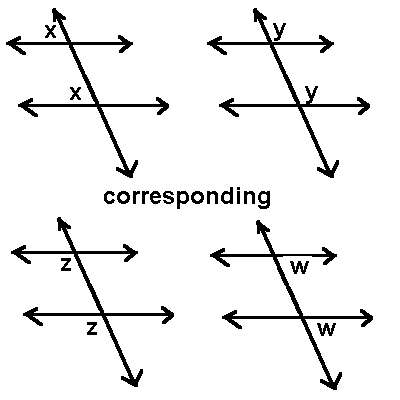 x y
x y
corresponding
z w
z w